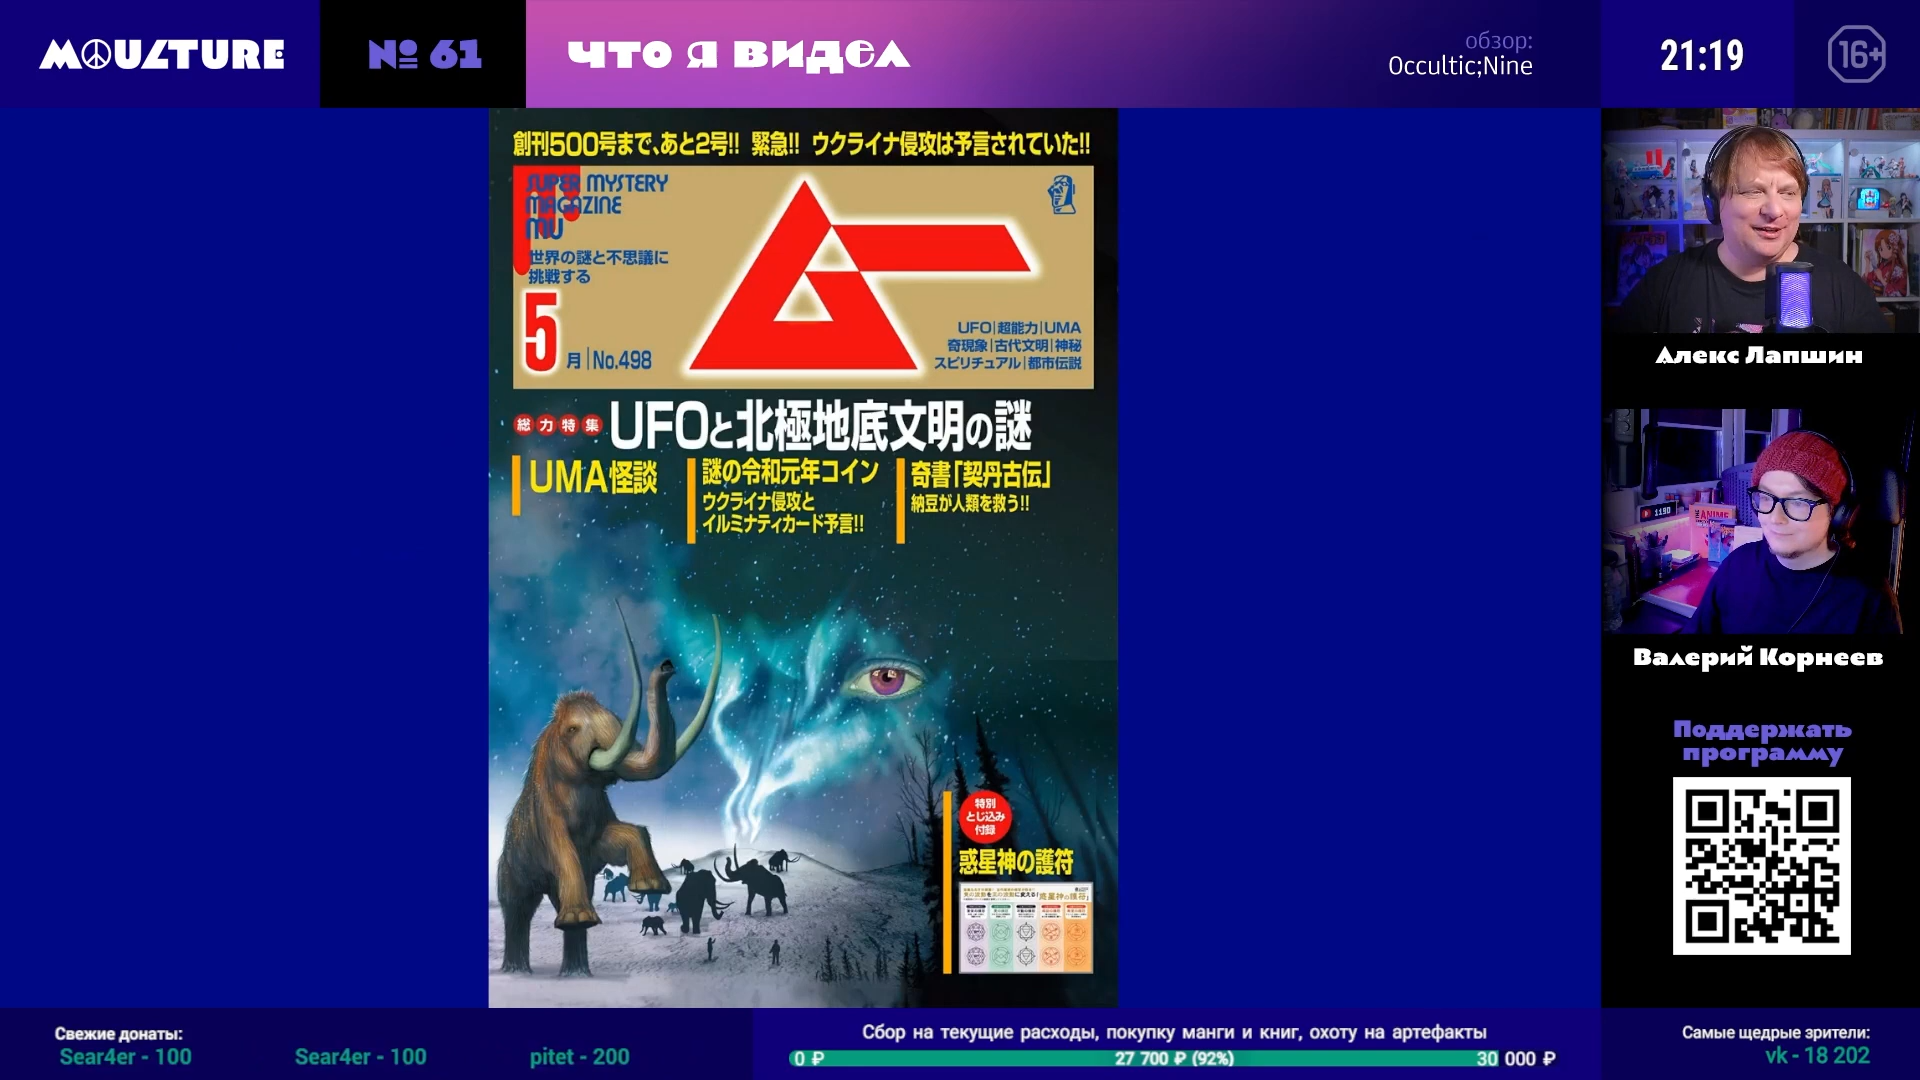 MOULTURE
№ 61
ЧТО Я ВИДЕЛ
обзор:
Occultic;Nine
21:19
16+
創刊500号まで、あと2号!! 緊急!! ウクライナ侵攻は予言されていた!!
SUPER MYSTERY
MAGAZINE
MU
世界の謎と不思議に
挑戦する
5月 No.498
ムー
UFO|超能力|UMA
奇現象|古代文明|神秘
スピリチュアル|都市伝説
総力特集 UFOと北極地底文明の謎
UMA怪談
謎の令和元年コイン
ウクライナ侵攻と
イルミナティカード予言!!
奇書「契丹古伝」
納豆が人類を救う!!
特別
とじ込み
付録
惑星神の護符
1190
THE ANIME
Алекс Лапшин
Валерий Корнеев
Поддержать
программу
Свежие донаты:
Sear4er - 100
Sear4er - 100
pitet - 200
Сбор на текущие расходы, покупку манги и книг, охоту на артефакты
0 ₽
27 700 ₽ (92%)
30 000 ₽
Самые щедрые зрители:
vk - 18 202